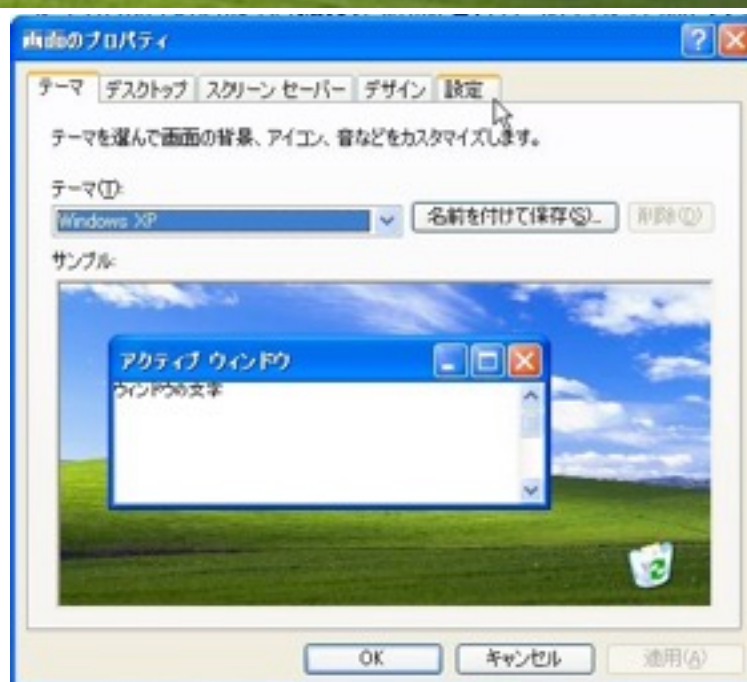 画面のプロパティ
テーマ デスクトップ スクリーン セーバー デザイン 設定
テーマを選んで画面の背景、アイコン、音などをカスタマイズします。
テーマ(T):
Windows XP 名前を付けて保存(S)... 削除(D)
サンプル:
アクティブ ウィンドウ
ウィンドウの文字
OK キャンセル 適用(A)